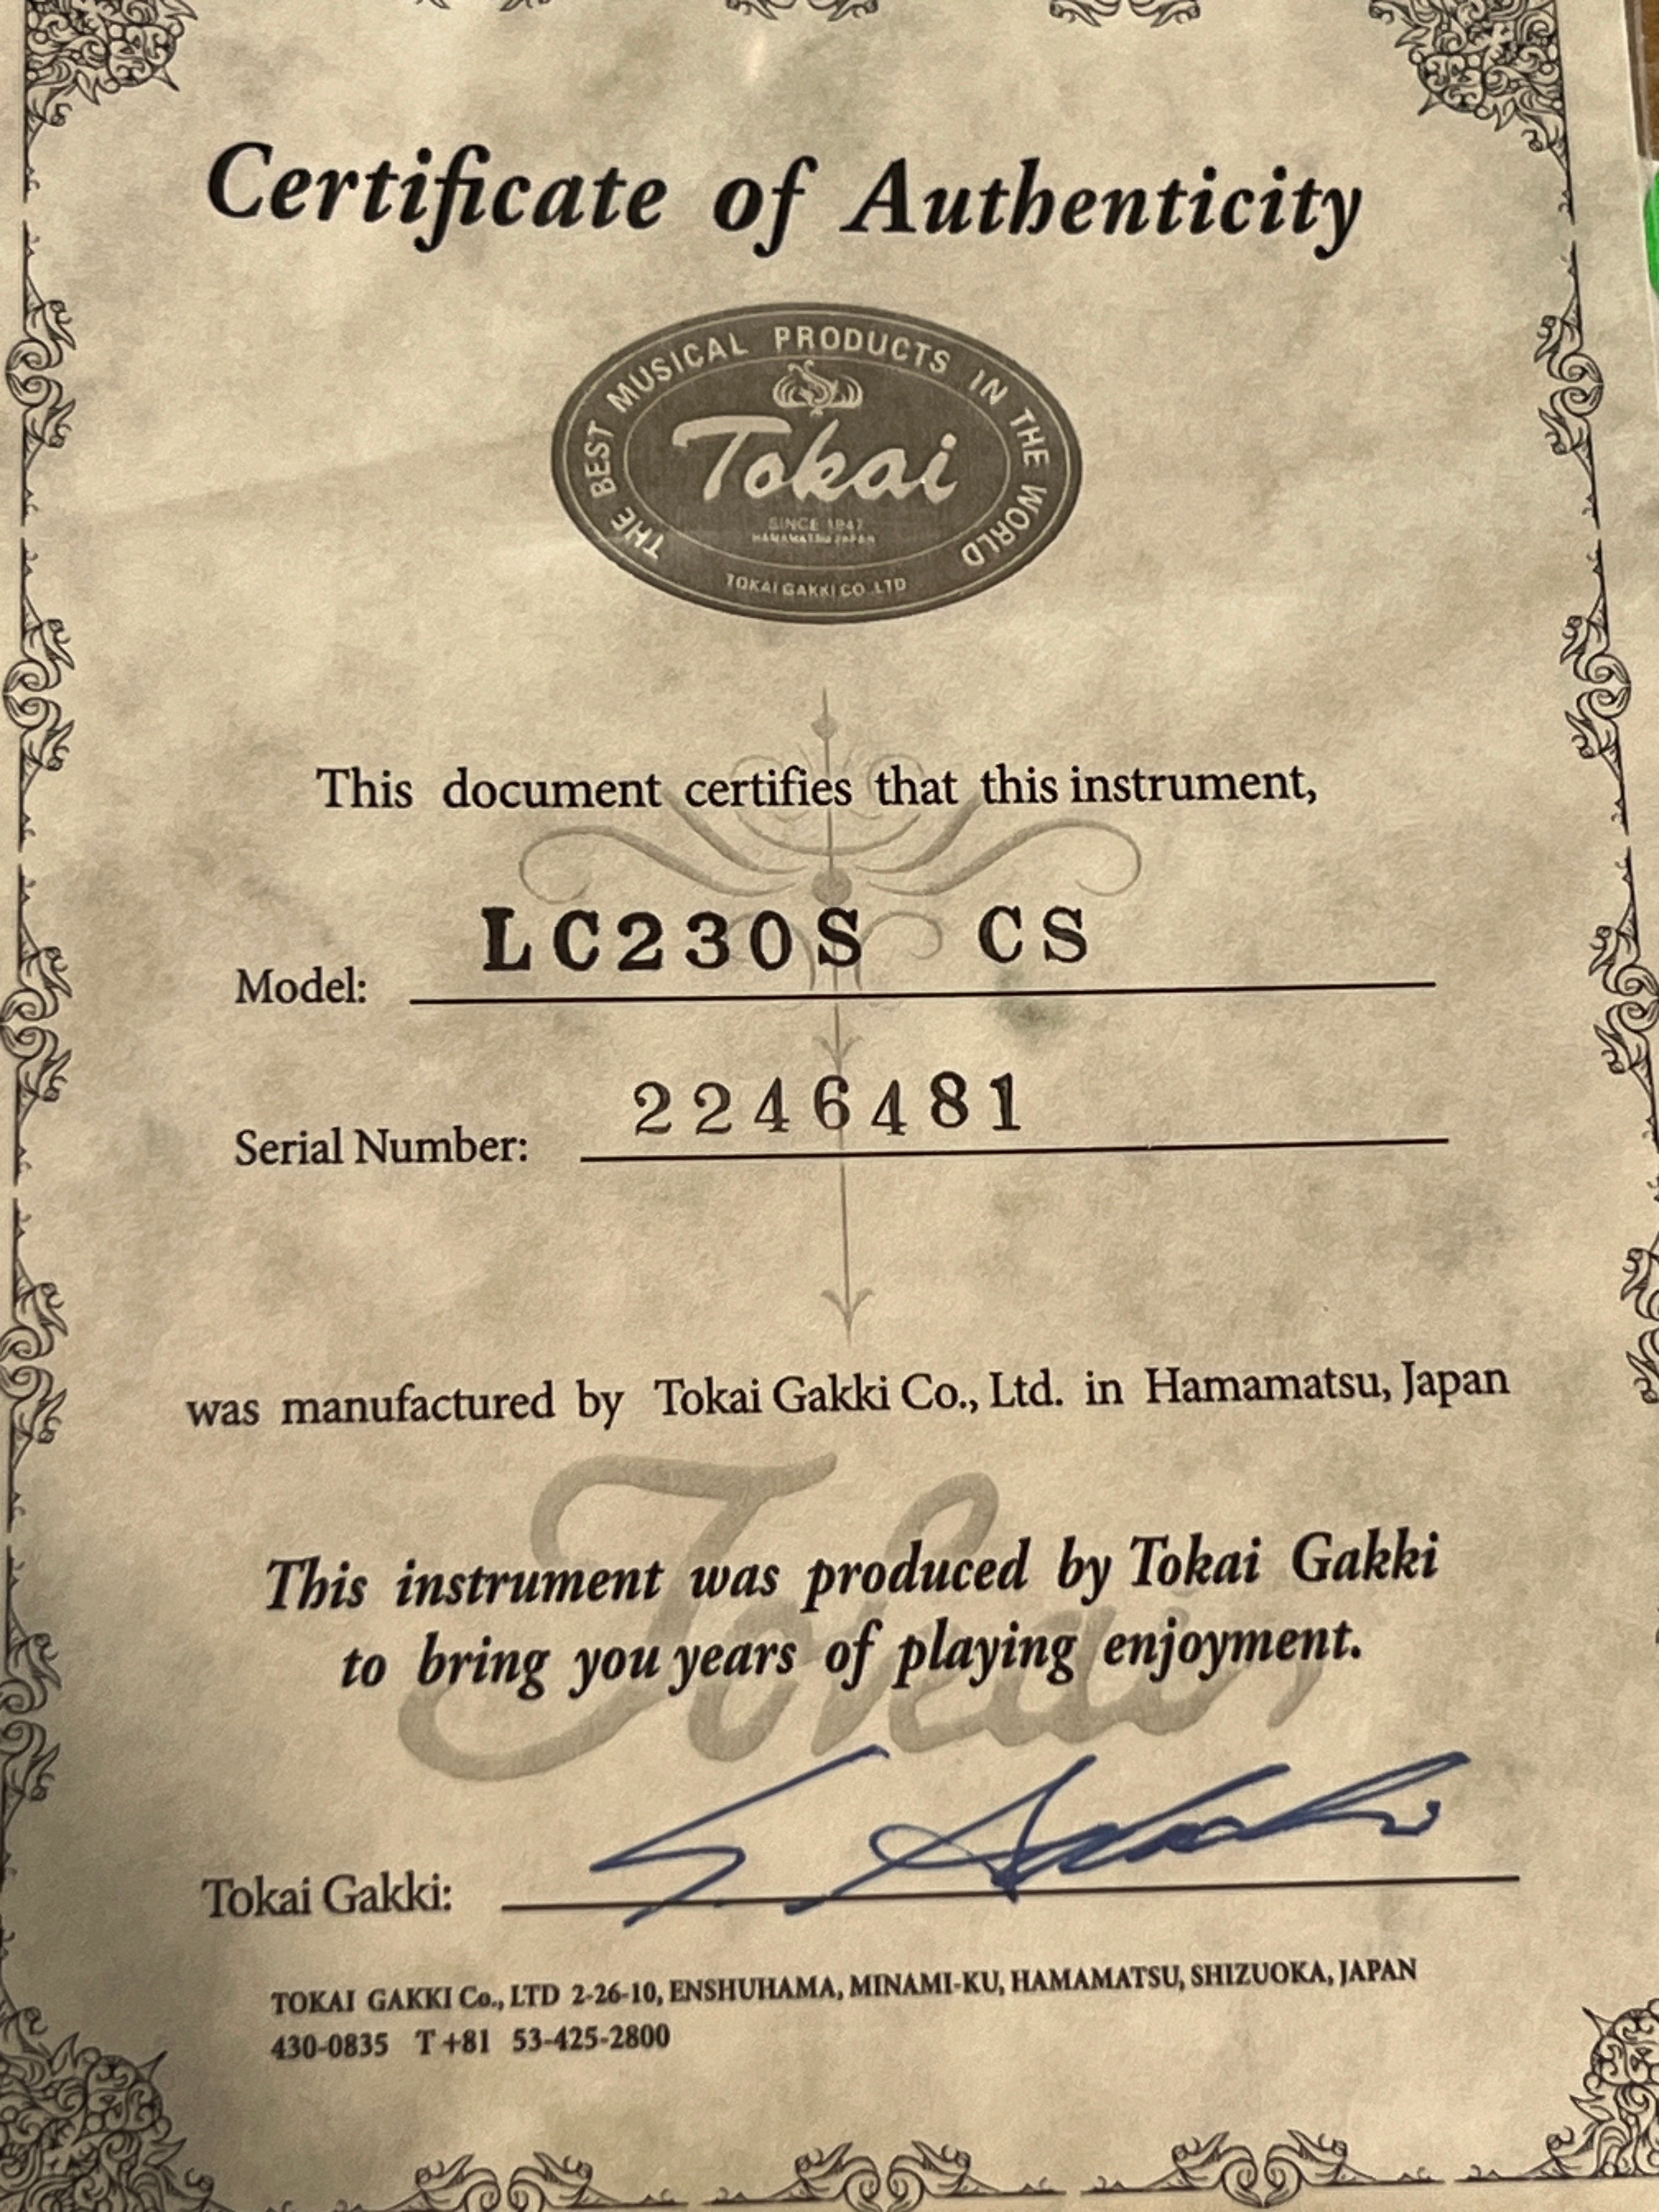 Certificate of Authenticity
THE BEST MUSICAL PRODUCTS IN THE WORLD
Tokai
SINCE 1947
HAMAMATSU JAPAN
TOKAI GAKKI CO.LTD
This document certifies that this instrument,
Model: LC230S CS
Serial Number: 2246481
was manufactured by Tokai Gakki Co., Ltd. in Hamamatsu, Japan
Tokai
This instrument was produced by Tokai Gakki
to bring you years of playing enjoyment.
Tokai Gakki:
TOKAI GAKKI Co., LTD 2-26-10, ENSHUHAMA, MINAMI-KU, HAMAMATSU, SHIZUOKA, JAPAN
430-0835 T +81 53-425-2800